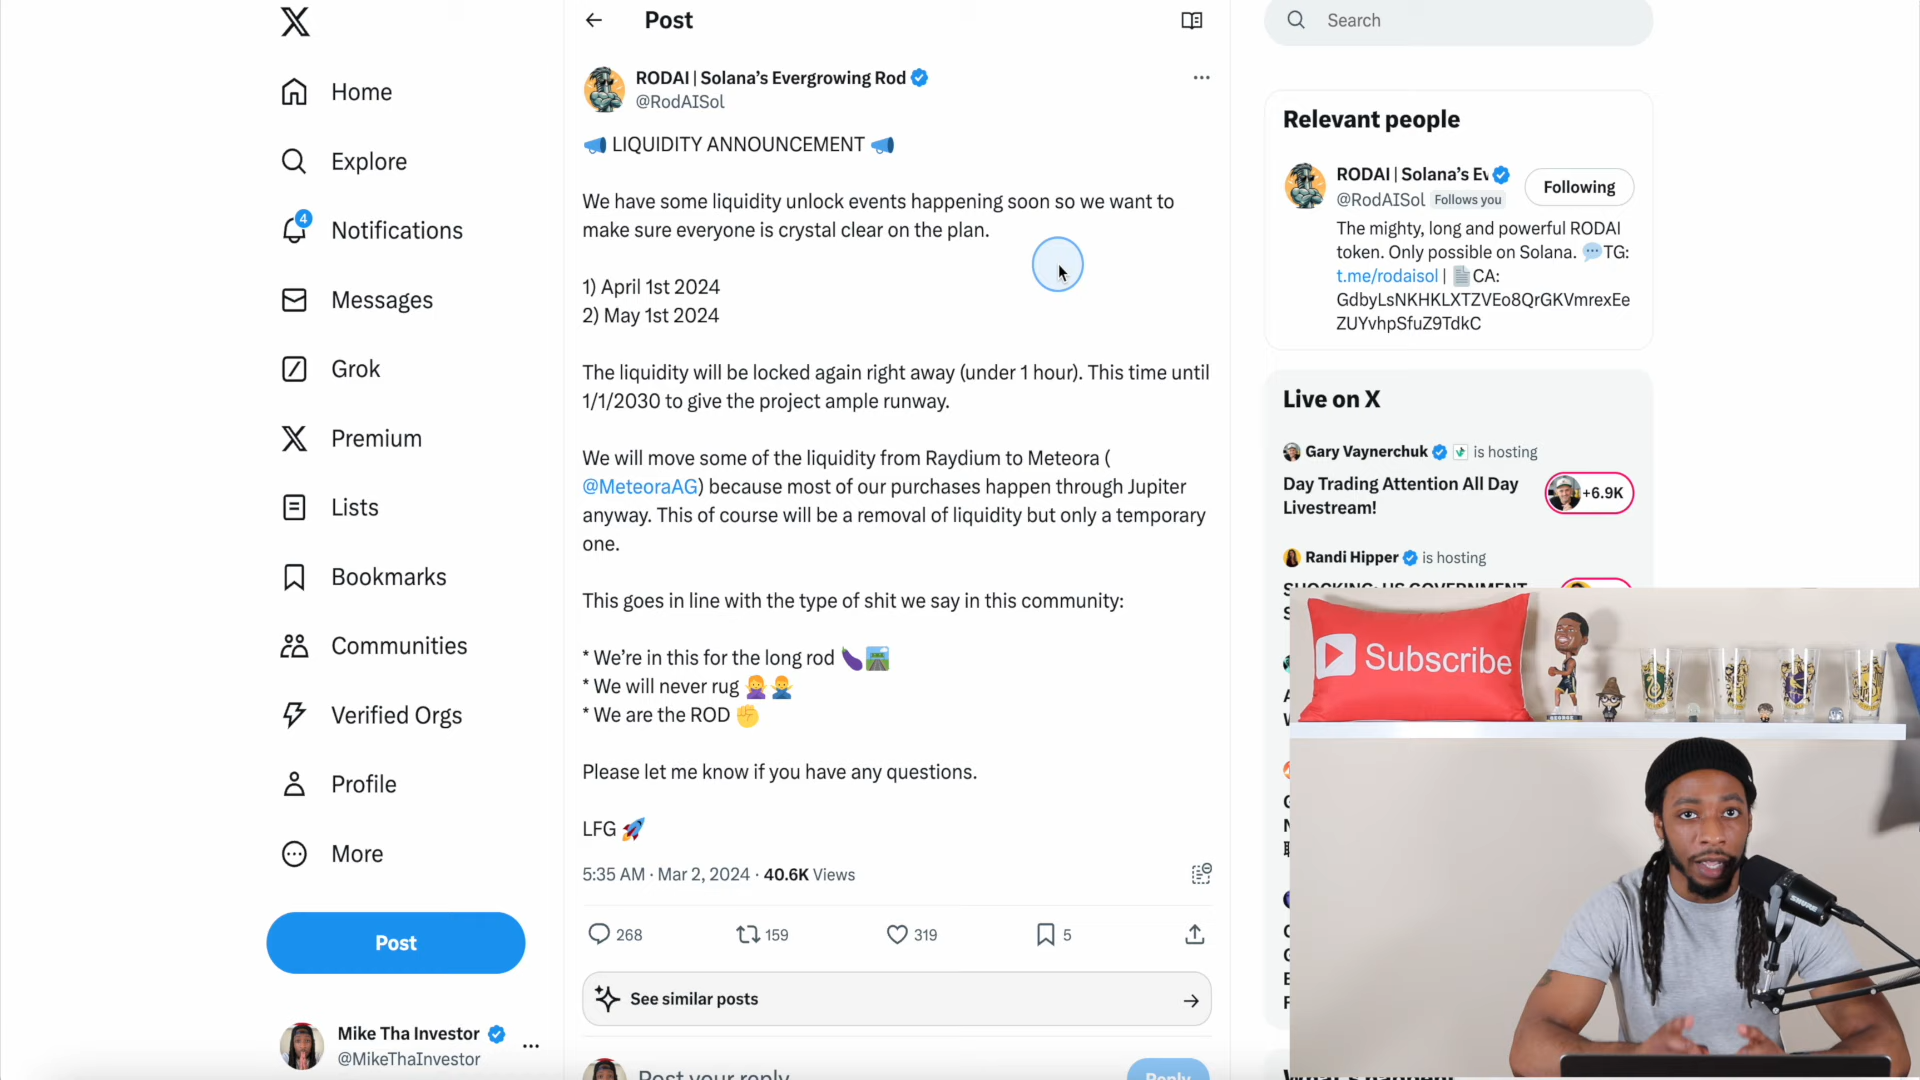 Home
Explore
4
Notifications
Messages
Grok
Premium
Lists
Bookmarks
Communities
Verified Orgs
Profile
More
Post
Mike Tha Investor
@MikeThaInvestor
Post
RODAI | Solana’s Evergrowing Rod
@RodAISol
📣 LIQUIDITY ANNOUNCEMENT 📣
We have some liquidity unlock events happening soon so we want to
make sure everyone is crystal clear on the plan.
1) April 1st 2024
2) May 1st 2024
The liquidity will be locked again right away (under 1 hour). This time until
1/1/2030 to give the project ample runway.
We will move some of the liquidity from Raydium to Meteora (
@MeteoraAG) because most of our purchases happen through Jupiter
anyway. This of course will be a removal of liquidity but only a temporary
one.
This goes in line with the type of shit we say in this community:
* We’re in this for the long rod 🍆🛣️
* We will never rug 🙅‍♀️🙅‍♂️
* We are the ROD ✊
Please let me know if you have any questions.
LFG 🚀
5:35 AM · Mar 2, 2024 · 40.6K Views
268 159 319 5
See similar posts
Post your reply
Reply
Search
Relevant people
RODAI | Solana’s Ev
Following
@RodAISol Follows you
The mighty, long and powerful RODAI
token. Only possible on Solana. 💬TG:
t.me/rodaisol | 📄CA:
GdbyLsNKHKLXTZVEo8QrGKVmrexEe
ZUYvhpSfuZ9TdkC
Live on X
Gary Vaynerchuk is hosting
Day Trading Attention All Day
Livestream!
+6.9K
Randi Hipper is hosting
SHOCKING: US GOVERNMENT
Subscribe